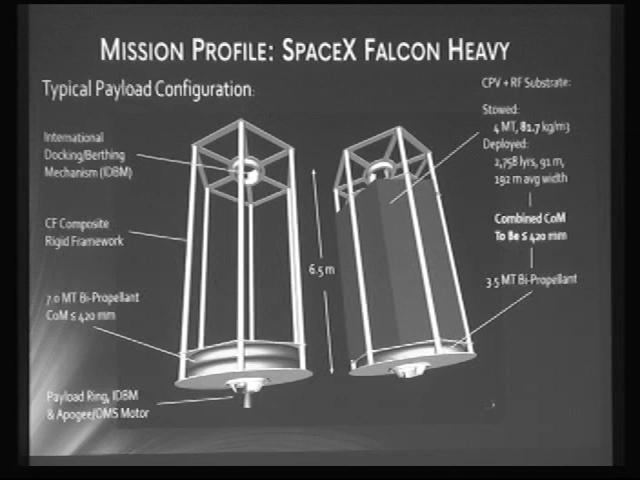 MISSION PROFILE: SPACEX FALCON HEAVY
Typical Payload Configuration:
International
Docking/Berthing
Mechanism (IDBM)
CF Composite
Rigid Framework
7.0 MT Bi-Propellant
CoM ≤ 420 mm
Payload Ring, IDBM
& Apogee/OMS Motor
6.5 m
CPV + RF Substrate:
Stowed:
4 MT, 81.7 kg/m3
Deployed:
2,758 lyrs, 91 m,
192 m avg width
Combined CoM
To Be ≤ 420 mm
3.5 MT Bi-Propellant